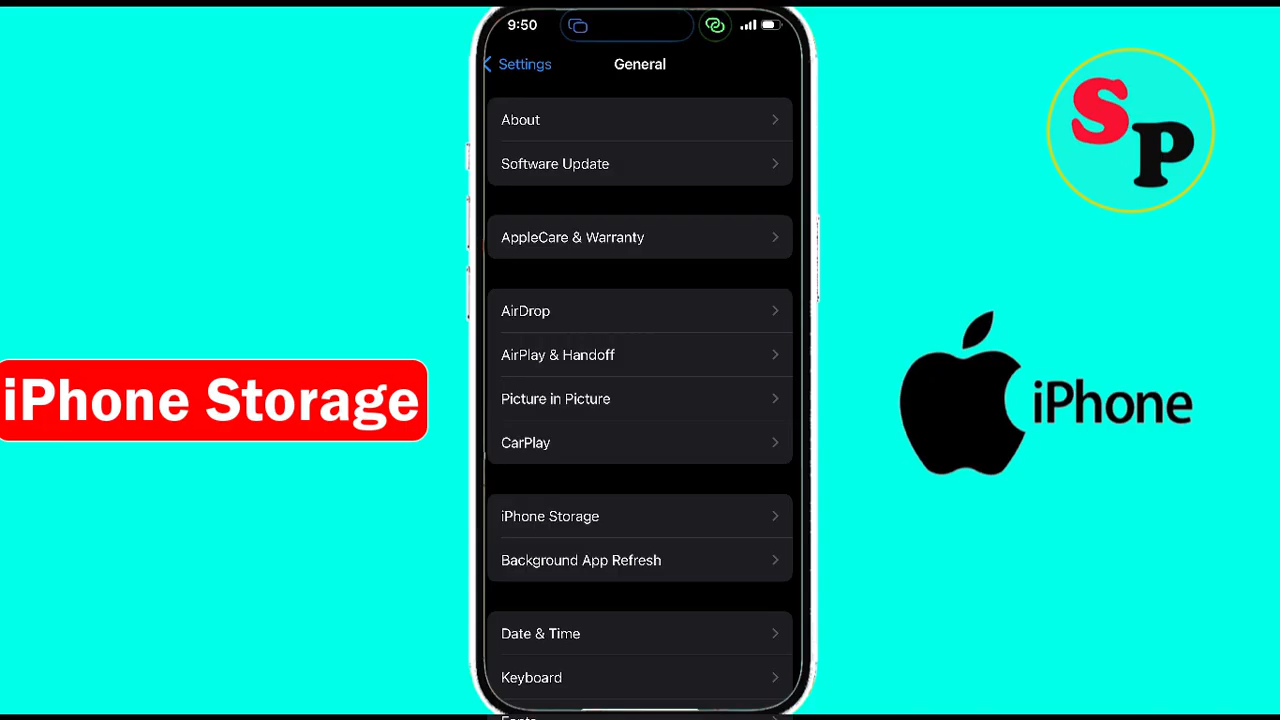 9:50
Settings
General
About
Software Update
AppleCare & Warranty
AirDrop
AirPlay & Handoff
Picture in Picture
CarPlay
iPhone Storage
Background App Refresh
Date & Time
Keyboard
Fonts
iPhone Storage
SP
iPhone